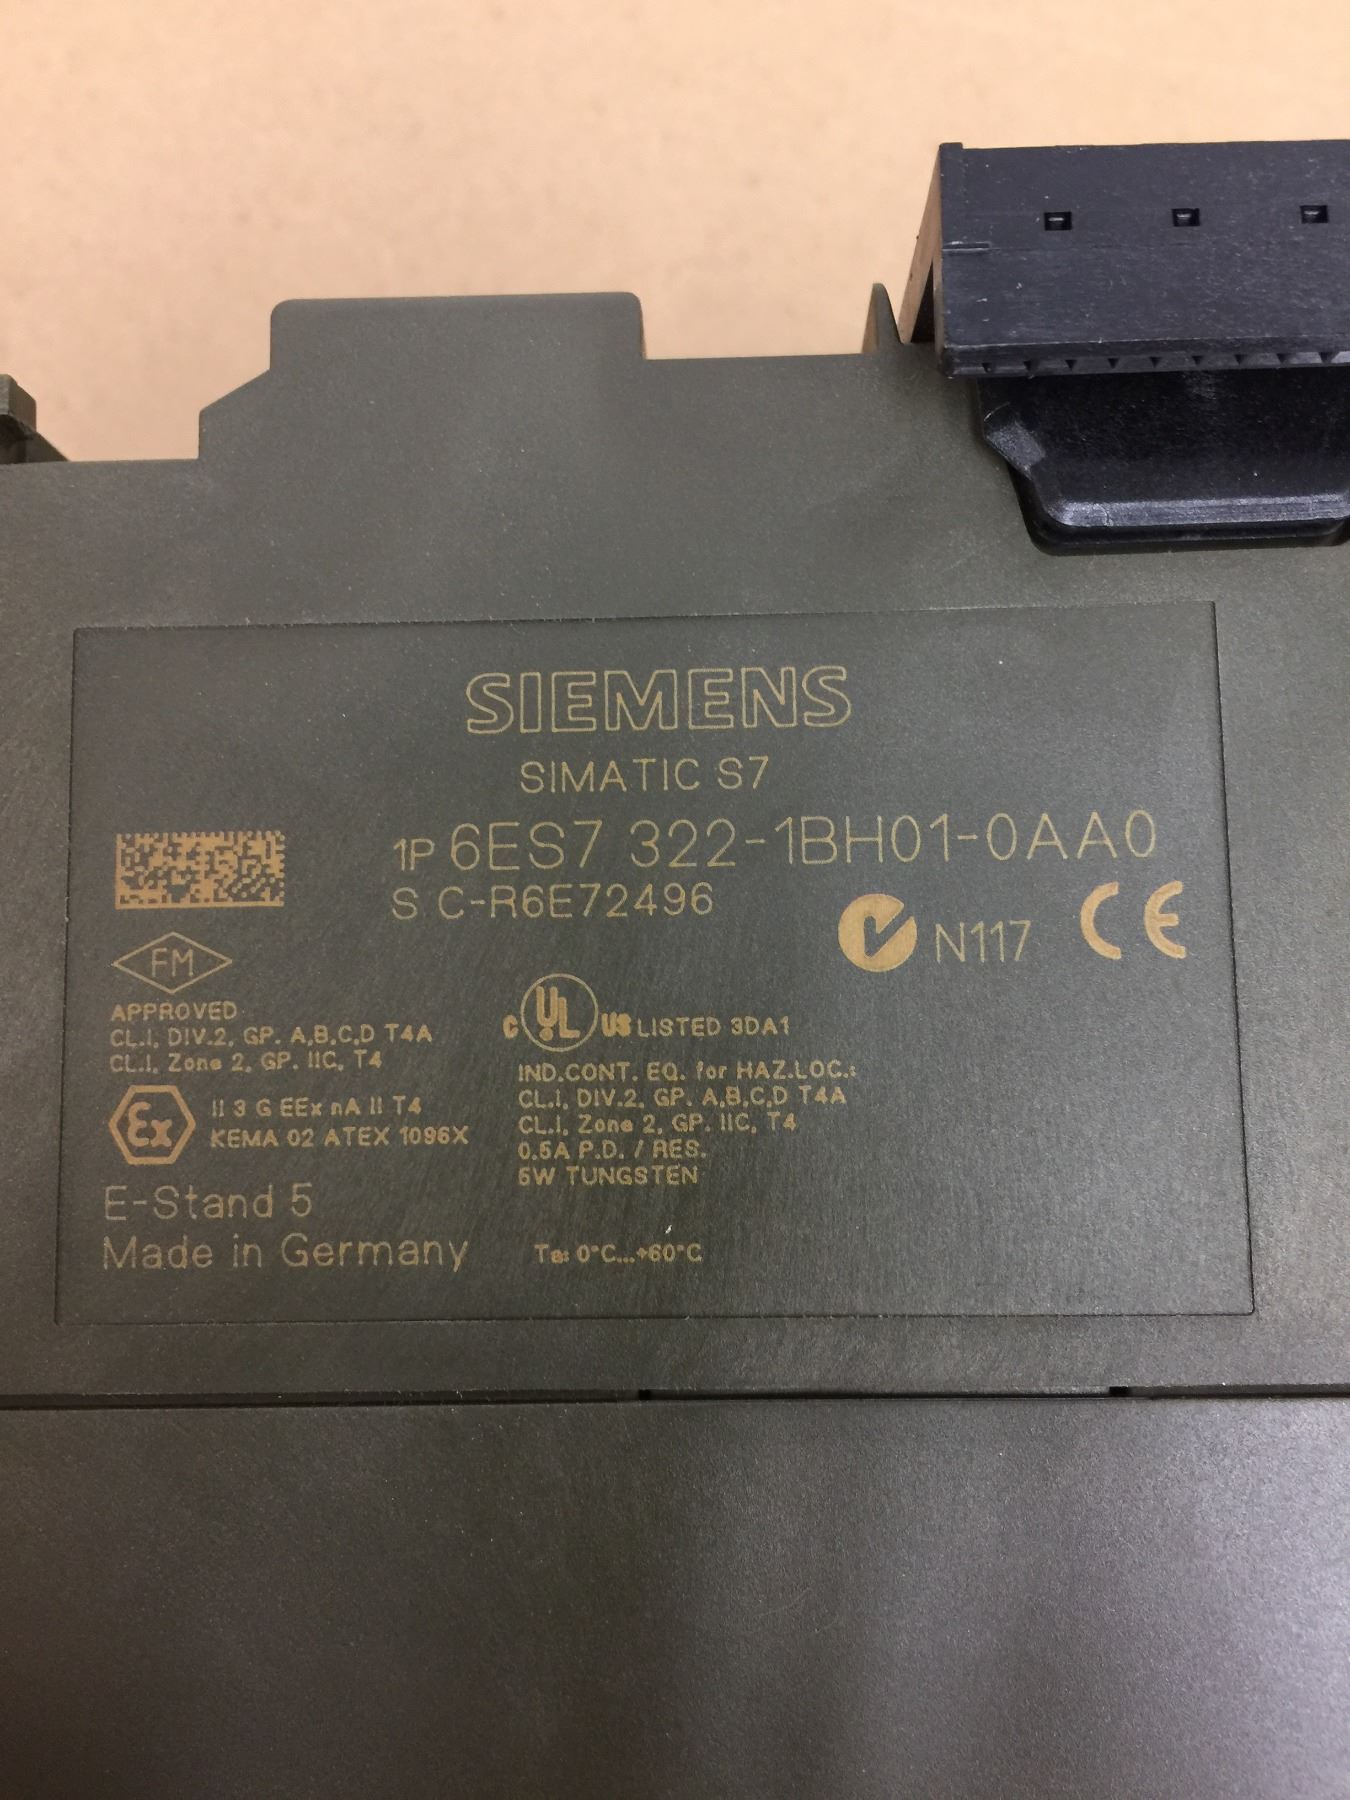 SIEMENS
SIMATIC S7
1P 6ES7 322-1BH01-0AA0
S C-R6E72496
N117 CE
FM
APPROVED
CL.I, DIV.2, GP. A,B,C,D T4A
CL.I, Zone 2, GP. IIC, T4
Ex II 3 G EEx nA II T4
KEMA 02 ATEX 1096X
C UL US LISTED 3DA1
IND.CONT. EQ. for HAZ.LOC.:
CL.I, DIV.2, GP. A,B,C,D T4A
CL.I, Zone 2, GP. IIC, T4
0.5A P.D. / RES.
5W TUNGSTEN
E-Stand 5
Made in Germany
Ta: 0°C...+60°C